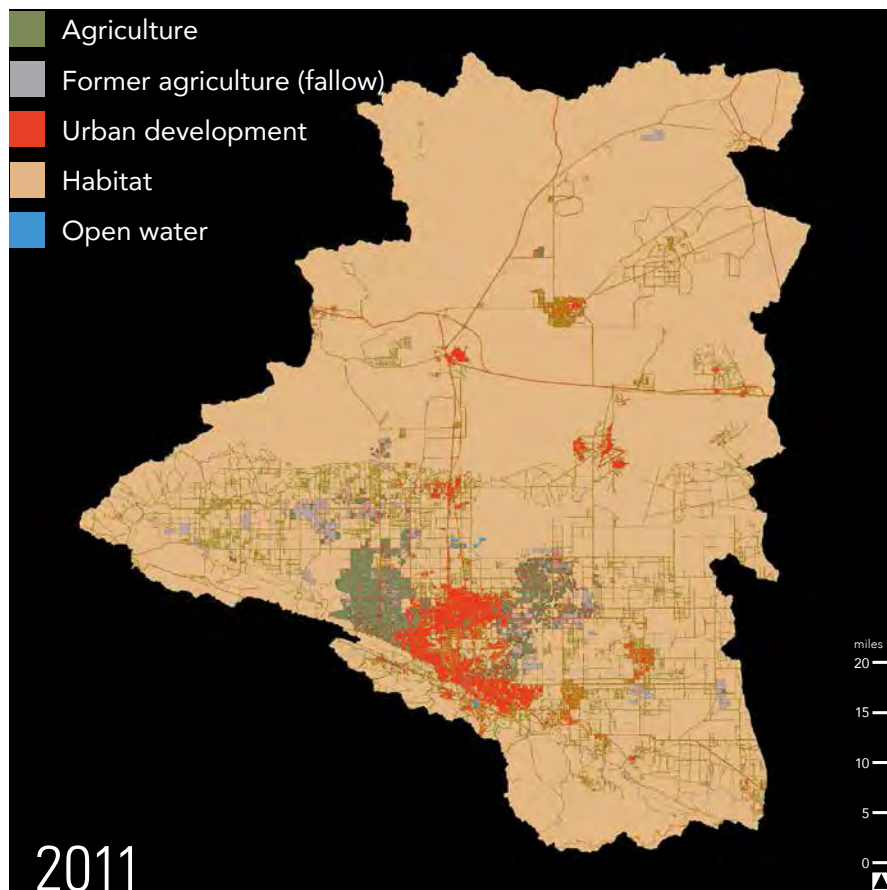 Agriculture
Former agriculture (fallow)
Urban development
Habitat
Open water
miles
20
15
10
5
0
2011